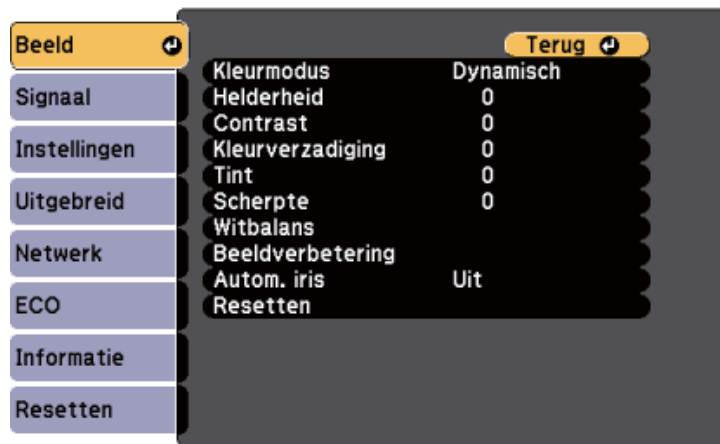 Beeld
Signaal
Instellingen
Uitgebreid
Netwerk
ECO
Informatie
Resetten
Terug
Kleurmodus Dynamisch
Helderheid 0
Contrast 0
Kleurverzadiging 0
Tint 0
Scherpte 0
Witbalans
Beeldverbetering
Autom. iris Uit
Resetten